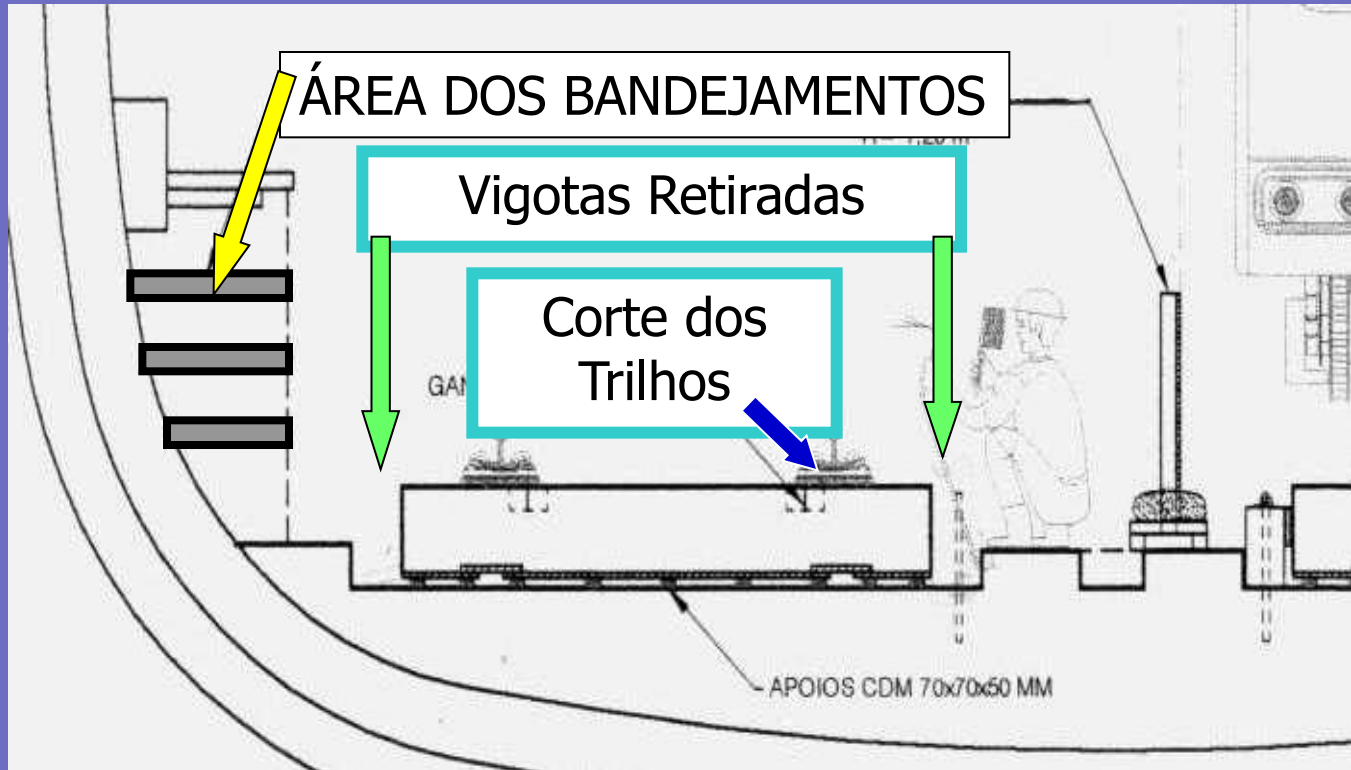 ÁREA DOS BANDEJAMENTOS
Vigotas Retiradas
Corte dos
Trilhos
APOIOS CDM 70x70x50 MM